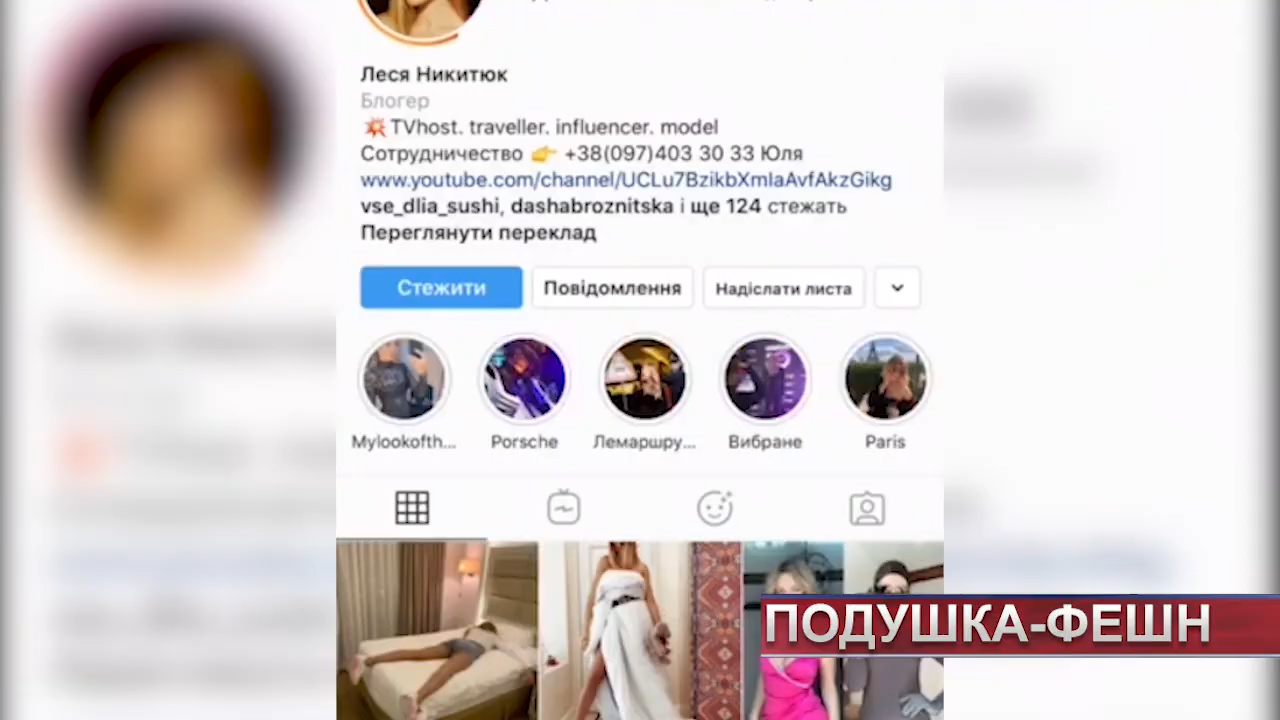 Леся Никитюк
Блогер
TVhost. traveller. influencer. model
Сотрудничество 👉 +38(097)403 30 33 Юля
www.youtube.com/channel/UCLu7BzikbXmIaAvfAkzGikg
vse_dlia_sushi, dashabroznitska і ще 124 стежать
Переглянути переклад
Стежити Повідомлення Надіслати листа
Mylookofth... Porsche Лемаршру... Вибране Paris
ПОДУШКА-ФЕШН